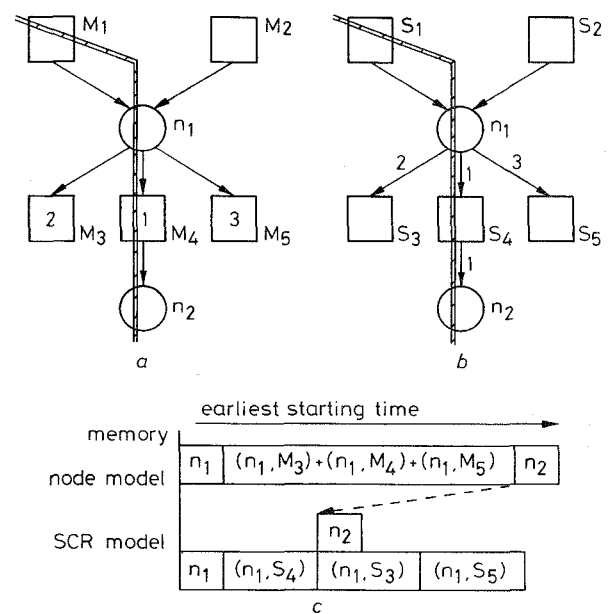 M1 M2 S1 S2
n1 n1
2 1 3
2 M3 1 M4 3 M5 S3 S4 S5
1
n2 n2
a b
earliest starting time
memory
n1 (n1,M3)+(n1,M4)+(n1,M5) n2
node model
n2
SCR model
n1 (n1,S4) (n1,S3) (n1,S5)
c